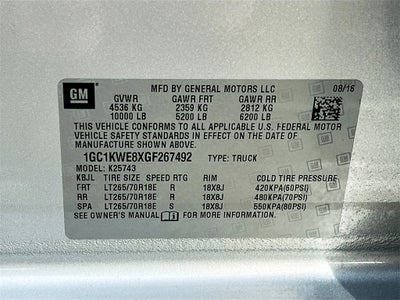 GM
MFD BY GENERAL MOTORS LLC
08/16
GVWR GAWR FRT GAWR RR
4536 KG 2359 KG 2812 KG
10000 LB 5200 LB 6200 LB
THIS VEHICLE CONFORMS TO ALL APPLICABLE U.S. FEDERAL MOTOR
VEHICLE SAFETY STANDARDS IN EFFECT ON THE DATE OF
MANUFACTURE SHOWN ABOVE.
1GC1KWE8XGF267492 TYPE: TRUCK
MODEL: K25743
KBJL TIRE SIZE SPEED RTG RIM COLD TIRE PRESSURE
FRT LT265/70R18E R 18X8J 420KPA(60PSI)
RR LT265/70R18E R 18X8J 480KPA(70PSI)
SPA LT265/70R18E S 18X8J 550KPA(80PSI)
SEE OWNER'S MANUAL FOR MORE INFORMATION.